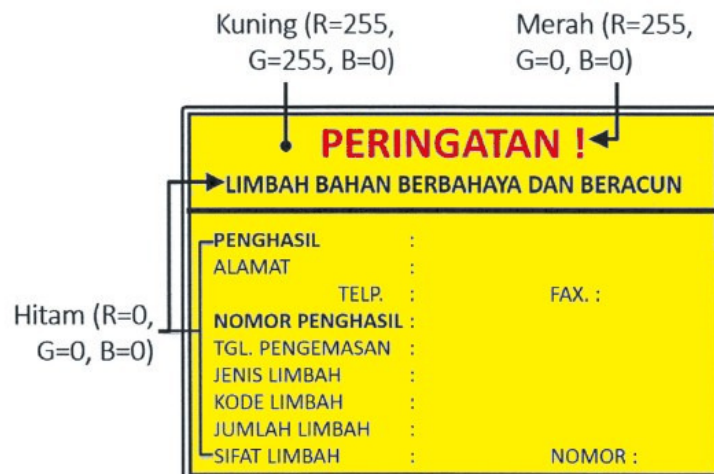 Kuning (R=255,
G=255, B=0)
Merah (R=255,
G=0, B=0)
PERINGATAN !
LIMBAH BAHAN BERBAHAYA DAN BERACUN
PENGHASIL :
ALAMAT :
TELP. : FAX. :
NOMOR PENGHASIL :
TGL. PENGEMASAN :
JENIS LIMBAH :
KODE LIMBAH :
JUMLAH LIMBAH :
SIFAT LIMBAH : NOMOR :
Hitam (R=0,
G=0, B=0)